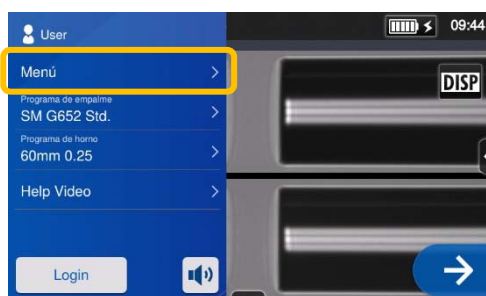 User
09:44
Menú
DISP
Programa de empalme
SM G652 Std.
Programa de horno
60mm 0.25
Help Video
Login